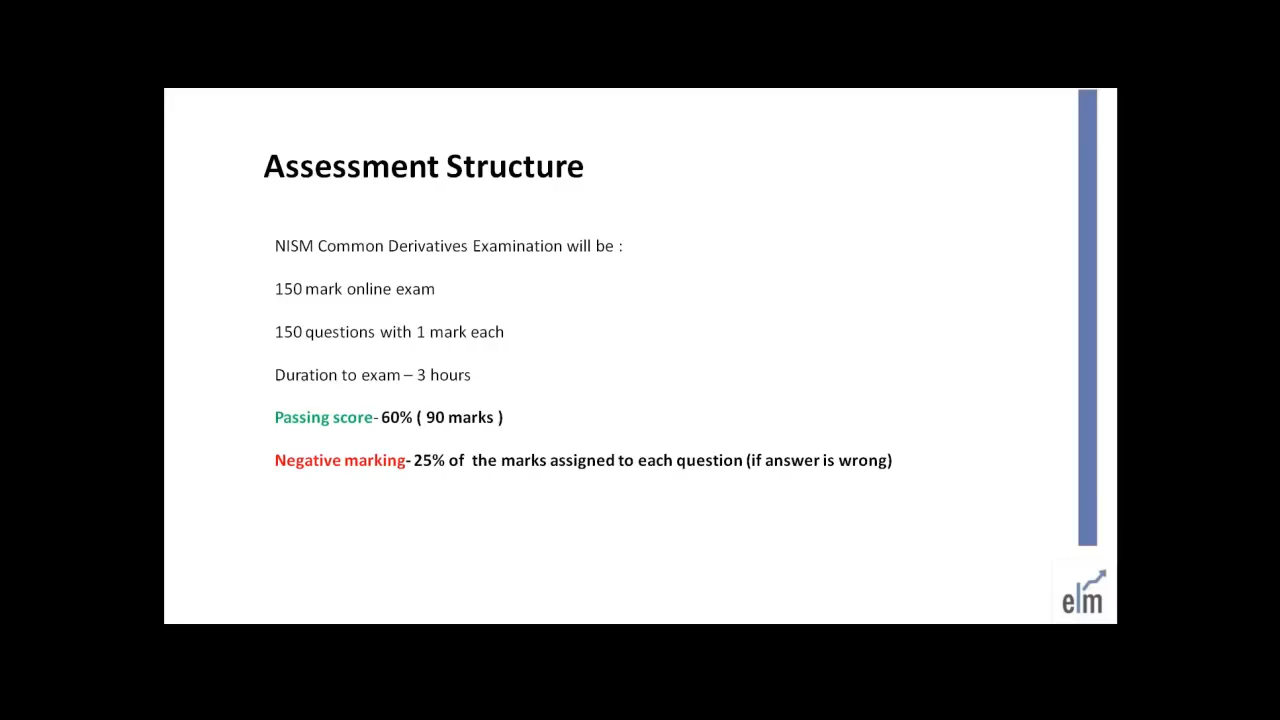 Assessment Structure
NISM Common Derivatives Examination will be :
150 mark online exam
150 questions with 1 mark each
Duration to exam – 3 hours
Passing score- 60% ( 90 marks )
Negative marking- 25% of  the marks assigned to each question (if answer is wrong)
elm